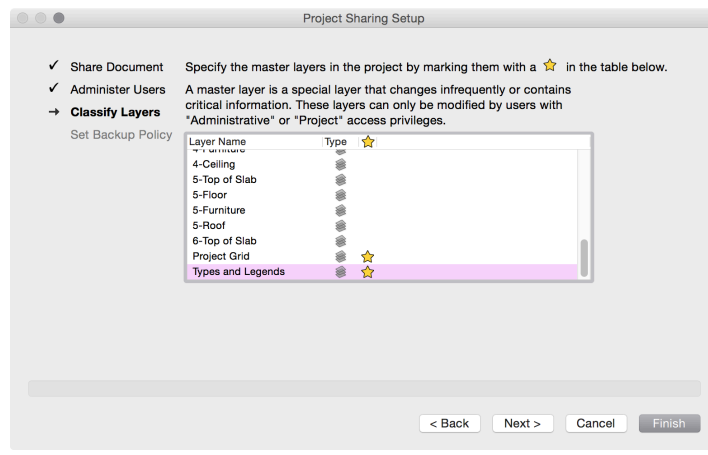 Project Sharing Setup
✓ Share Document
✓ Administer Users
→ Classify Layers
Set Backup Policy
Specify the master layers in the project by marking them with a ⭐ in the table below.
A master layer is a special layer that changes infrequently or contains
critical information. These layers can only be modified by users with
"Administrative" or "Project" access privileges.
Layer Name Type ⭐
4-Furniture
4-Ceiling
5-Top of Slab
5-Floor
5-Furniture
5-Roof
6-Top of Slab
Project Grid ⭐
Types and Legends ⭐
< Back Next > Cancel Finish